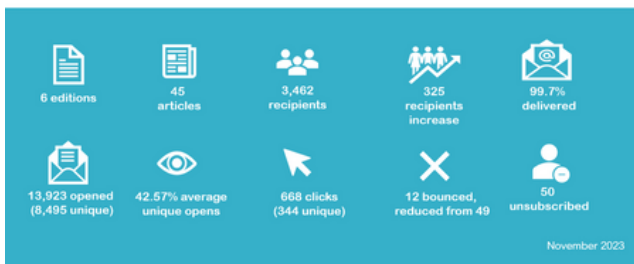 6 editions
45
articles
3,462
recipients
325
recipients
increase
99.7%
delivered
13,923 opened
(8,495 unique)
42.57% average
unique opens
668 clicks
(344 unique)
12 bounced,
reduced from 49
50
unsubscribed
November 2023